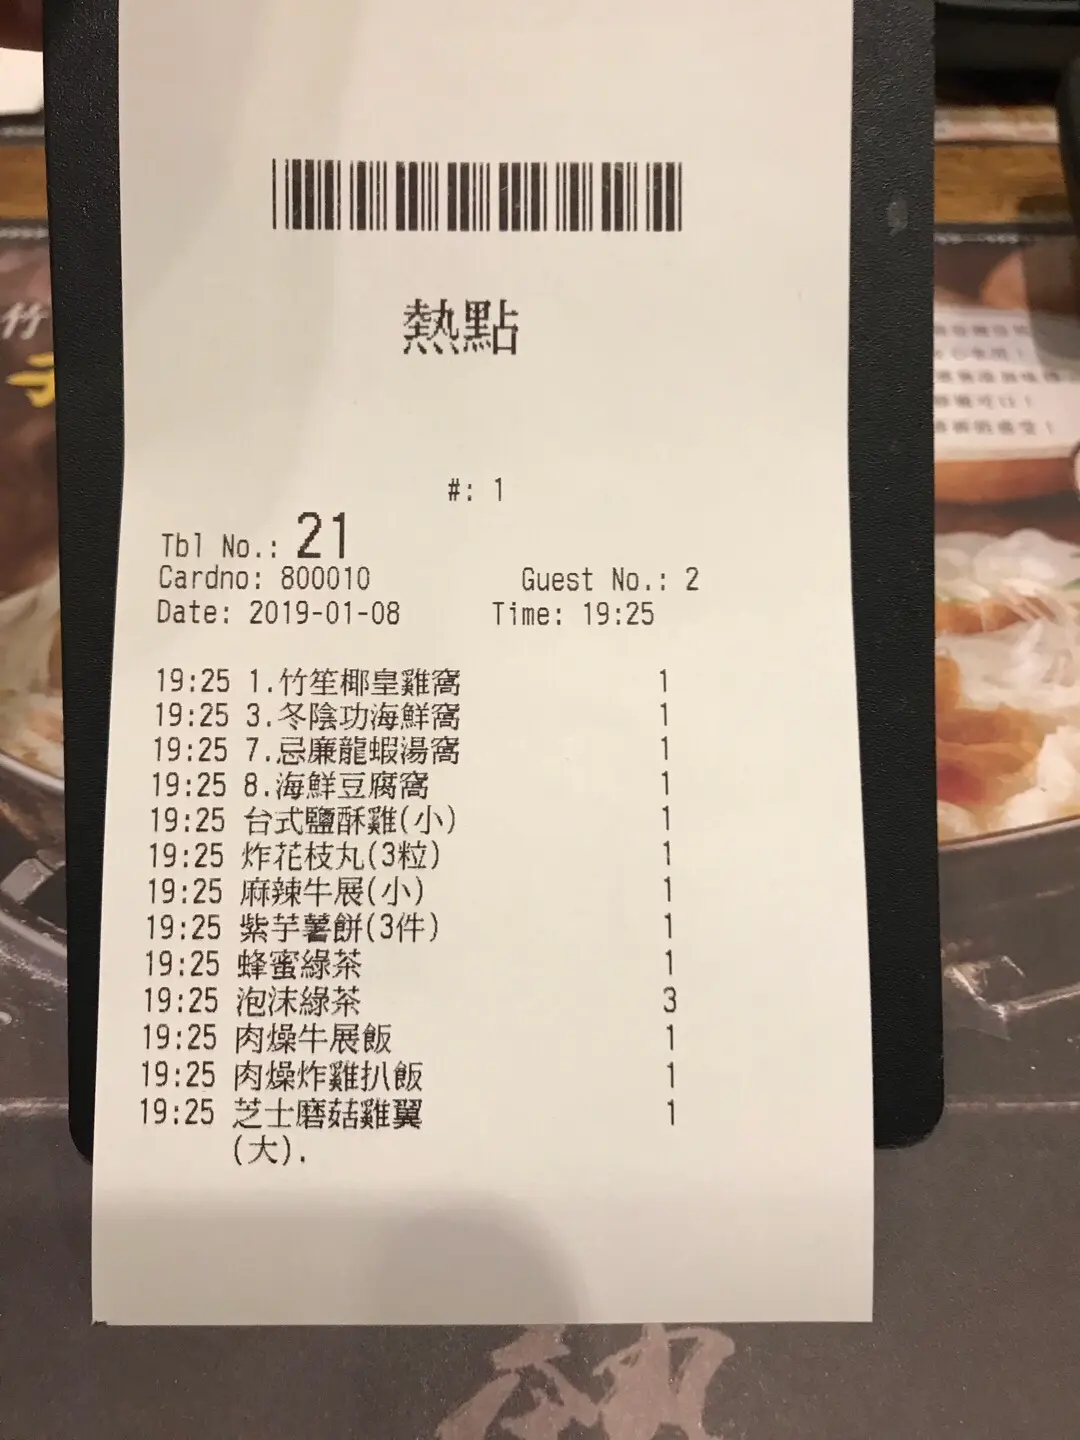 熱點
#: 1
Tbl No.: 21
Cardno: 800010 Guest No.: 2
Date: 2019-01-08 Time: 19:25
19:25 1.竹笙椰皇雞窩 1
19:25 3.冬陰功海鮮窩 1
19:25 7.忌廉龍蝦湯窩 1
19:25 8.海鮮豆腐窩 1
19:25 台式鹽酥雞(小) 1
19:25 炸花枝丸(3粒) 1
19:25 麻辣牛展(小) 1
19:25 紫芋薯餅(3件) 1
19:25 蜂蜜綠茶 1
19:25 泡沫綠茶 3
19:25 肉燥牛展飯 1
19:25 肉燥炸雞扒飯 1
19:25 芝士磨菇雞翼 1
(大).
竹